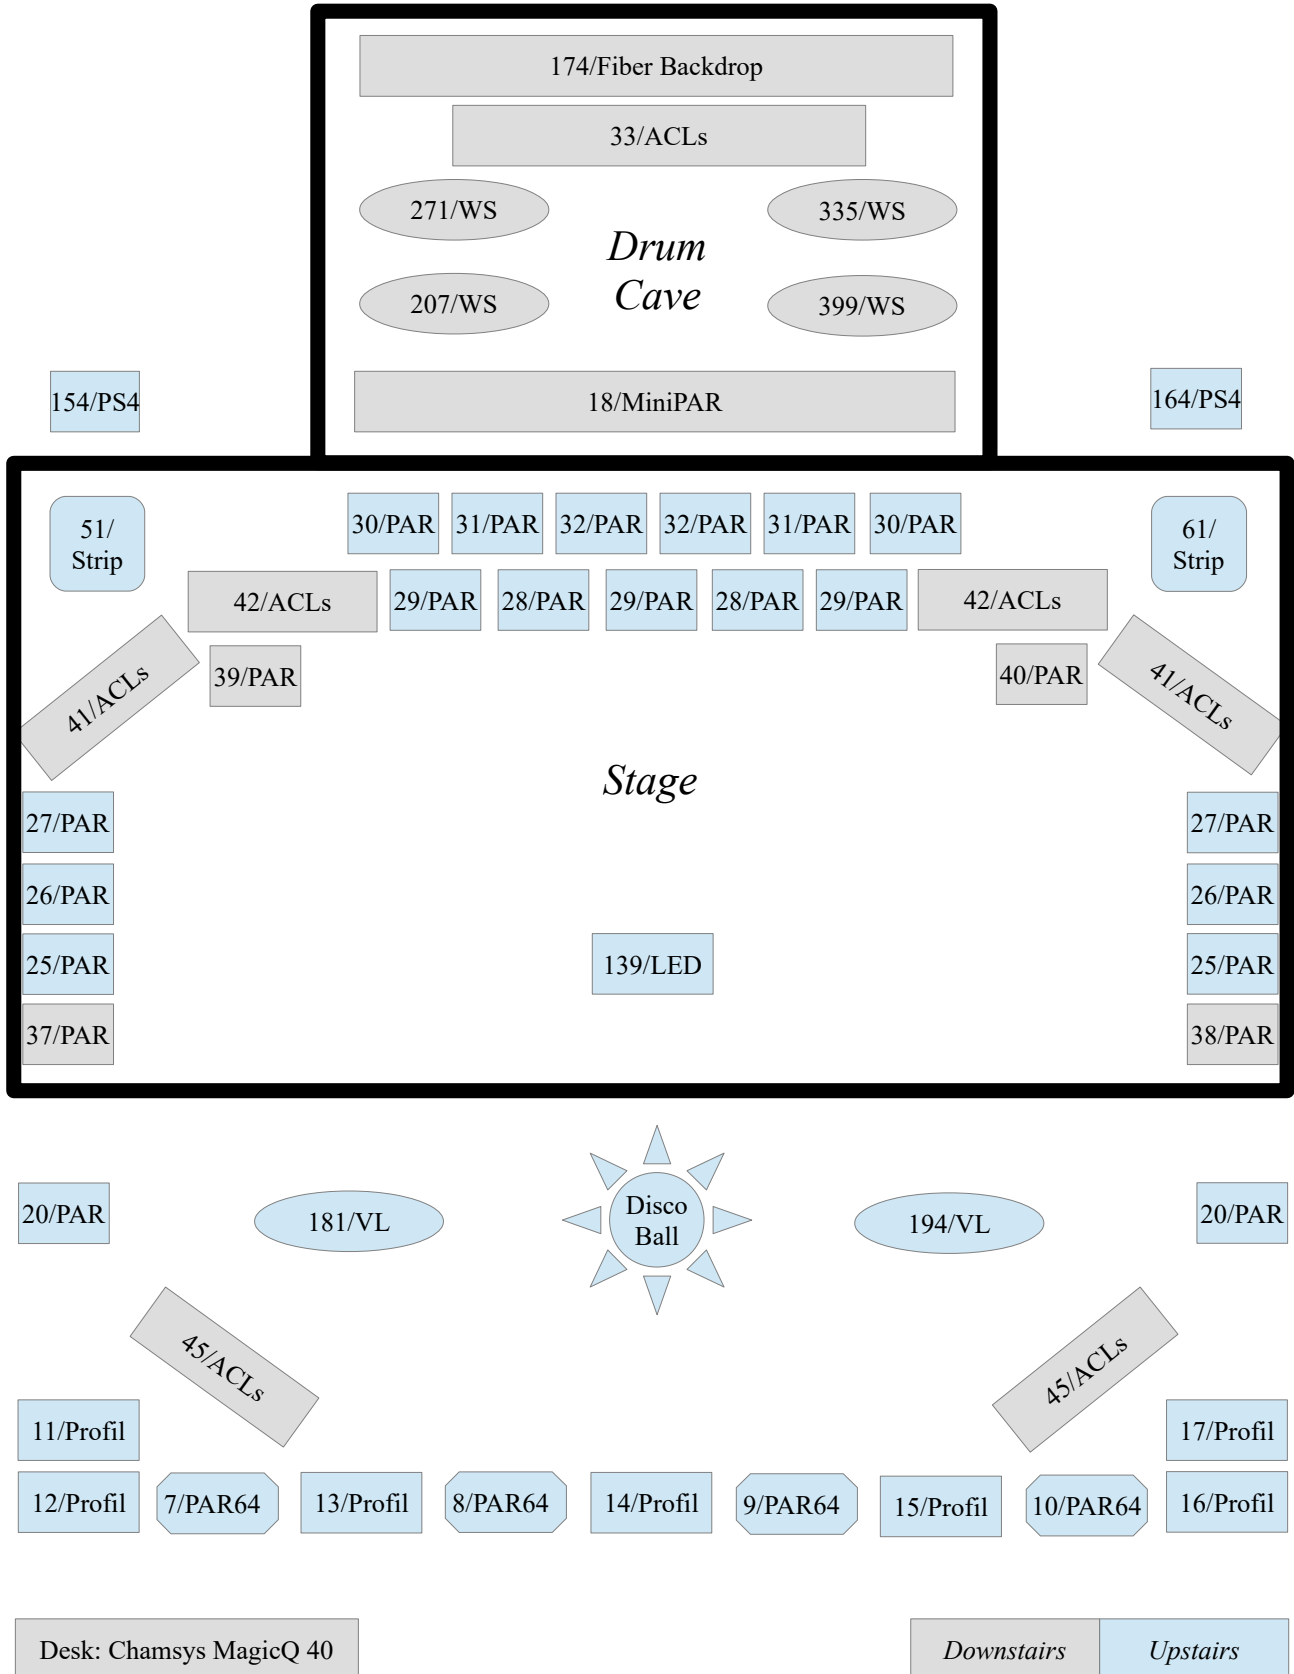 174/Fiber Backdrop
33/ACLs
271/WS
335/WS
Drum
Cave
207/WS
399/WS
154/PS4
18/MiniPAR
164/PS4
51/
Strip
30/PAR
31/PAR
32/PAR
32/PAR
31/PAR
30/PAR
61/
Strip
42/ACLs
29/PAR
28/PAR
29/PAR
28/PAR
29/PAR
42/ACLs
41/ACLs
39/PAR
40/PAR
41/ACLs
Stage
27/PAR
27/PAR
26/PAR
26/PAR
25/PAR
139/LED
25/PAR
37/PAR
38/PAR
20/PAR
181/VL
Disco
Ball
194/VL
20/PAR
45/ACLs
45/ACLs
11/Profil
17/Profil
12/Profil
7/PAR64
13/Profil
8/PAR64
14/Profil
9/PAR64
15/Profil
10/PAR64
16/Profil
Desk: Chamsys MagicQ 40
Downstairs
Upstairs